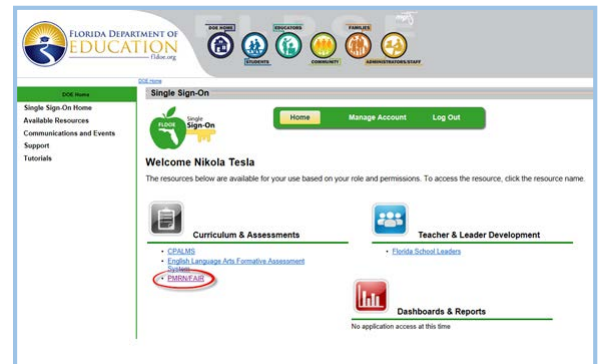 FLORIDA DEPARTMENT OF
EDUCATION
fldoe.org
DOE HOME
EDUCATORS
FAMILIES
STUDENTS
COMMUNITY
ADMINISTRATORS/STAFF
DOE Home
DOE Home
Single Sign-On Home
Available Resources
Communications and Events
Support
Tutorials
Single Sign-On
FLDOE
Single
Sign-On
Home
Manage Account
Log Out
Welcome Nikola Tesla
The resources below are available for your use based on your role and permissions. To access the resource, click the resource name.
Curriculum & Assessments
• CPALMS
• English Language Arts Formative Assessment
System
• PMRN/FAIR
Teacher & Leader Development
• Florida School Leaders
Dashboards & Reports
No application access at this time